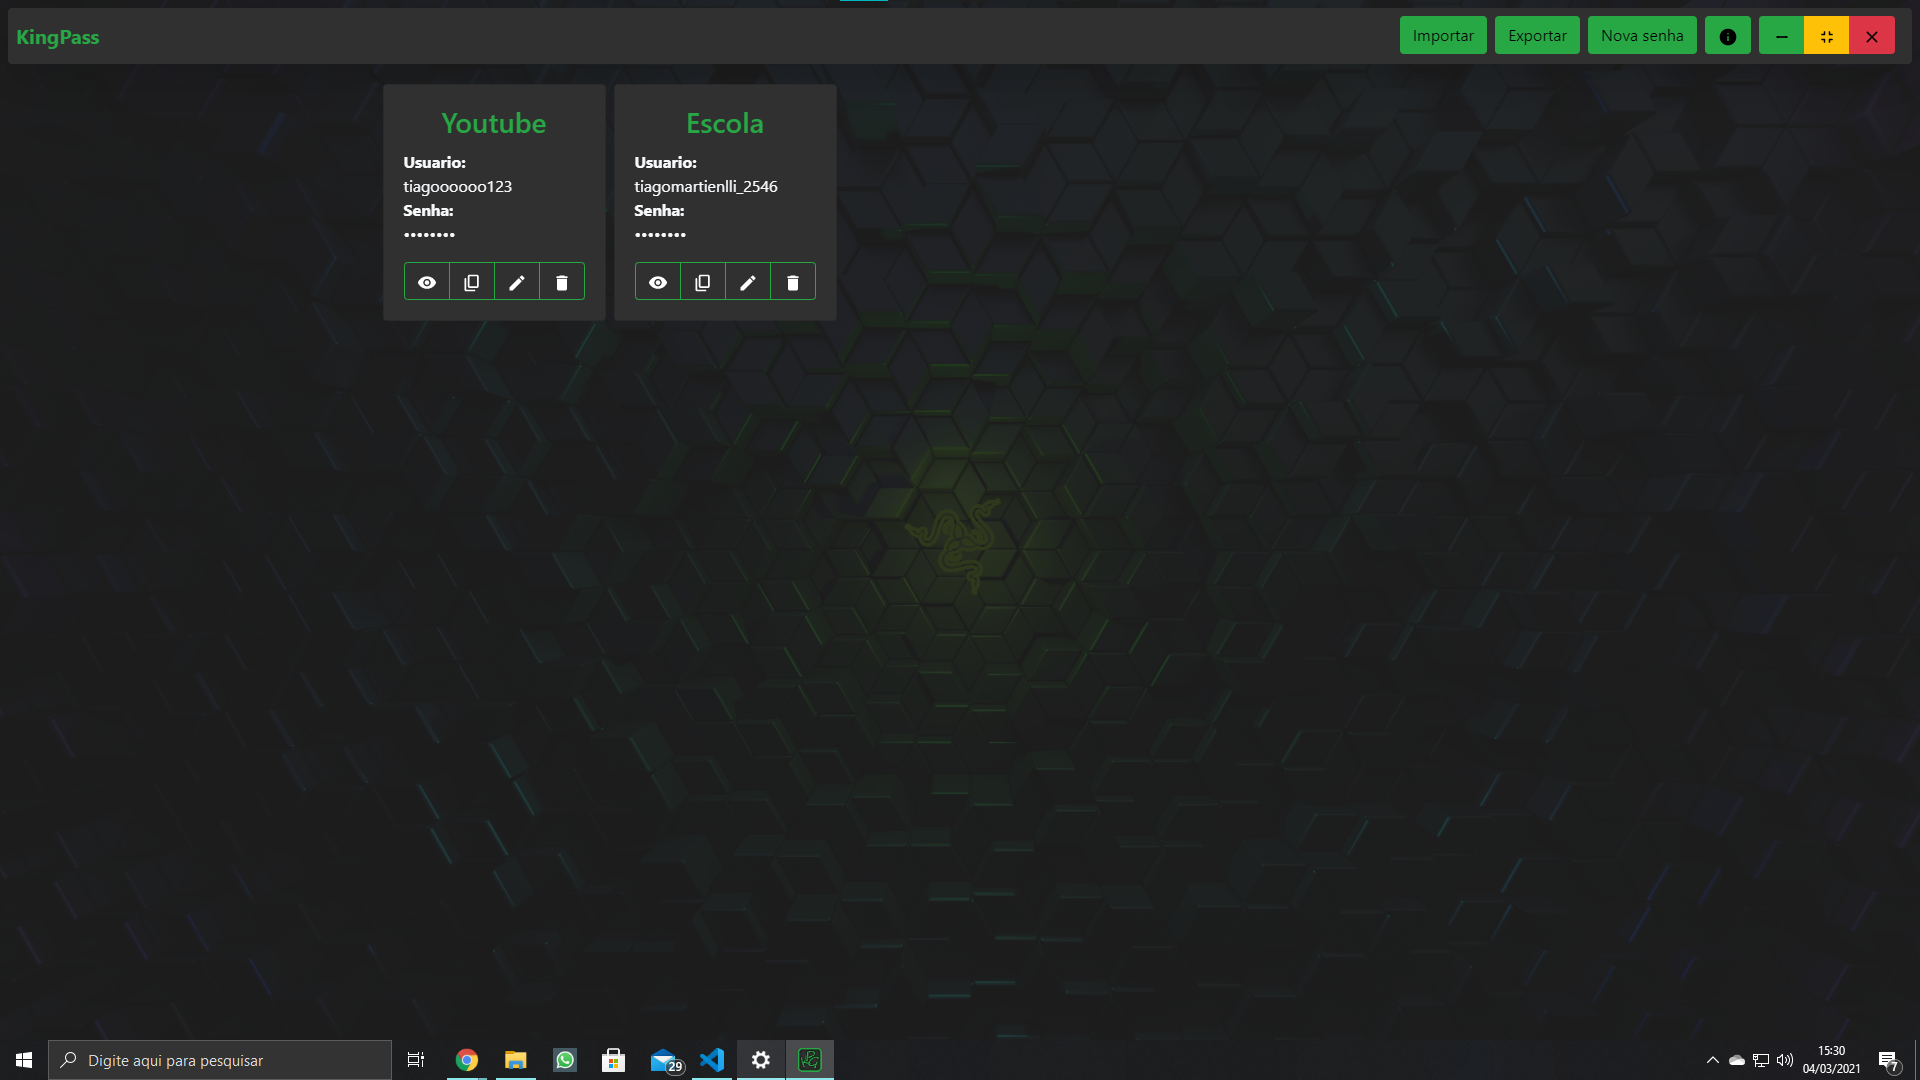 KingPass
Importar
Exportar
Nova senha
Youtube
Usuario:
tiagoooooo123
Senha:
••••••••
Escola
Usuario:
tiagomartienlli_2546
Senha:
••••••••
Digite aqui para pesquisar
29
15:30
04/03/2021
7